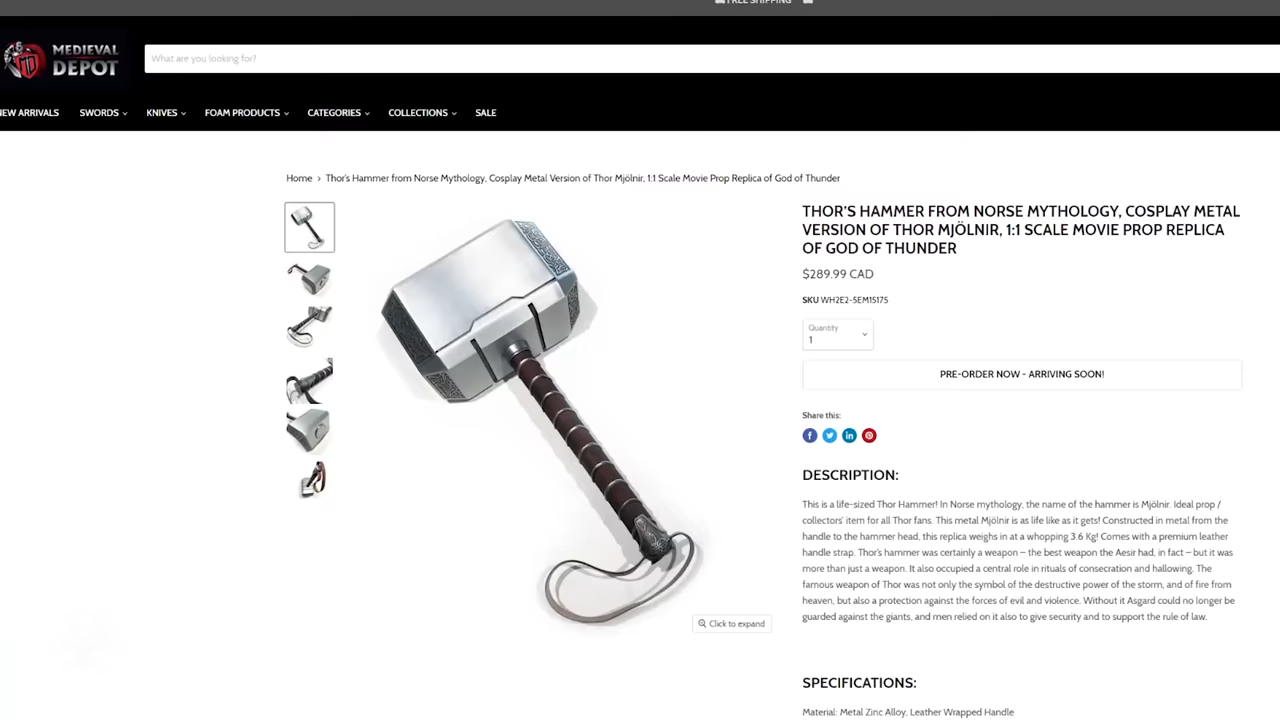 FREE SHIPPING
MEDIEVAL
DEPOT
What are you looking for?
NEW ARRIVALS SWORDS KNIVES FOAM PRODUCTS CATEGORIES COLLECTIONS SALE
Home › Thor's Hammer from Norse Mythology, Cosplay Metal Version of Thor Mjölnir, 1:1 Scale Movie Prop Replica of God of Thunder
THOR'S HAMMER FROM NORSE MYTHOLOGY, COSPLAY METAL
VERSION OF THOR MJÖLNIR, 1:1 SCALE MOVIE PROP REPLICA
OF GOD OF THUNDER
$289.99 CAD
SKU WH2E2-SEM15175
Quantity
1
PRE-ORDER NOW - ARRIVING SOON!
Share this:
DESCRIPTION:
This is a life-sized Thor Hammer! In Norse mythology, the name of the hammer is Mjölnir. Ideal prop /
collectors' item for all Thor fans. This metal Mjölnir is as life like as it gets! Constructed in metal from the
handle to the hammer head, this replica weighs in at a whopping 3.6 Kg! Comes with a premium leather
handle strap. Thor's hammer was certainly a weapon – the best weapon the Aesir had, in fact – but it was
more than just a weapon. It also occupied a central role in rituals of consecration and hallowing. The
famous weapon of Thor was not only the symbol of the destructive power of the storm, and of fire from
heaven, but also a protection against the forces of evil and violence. Without it Asgard could no longer be
guarded against the giants, and men relied on it also to give security and to support the rule of law.
Click to expand
SPECIFICATIONS:
Material: Metal Zinc Alloy, Leather Wrapped Handle